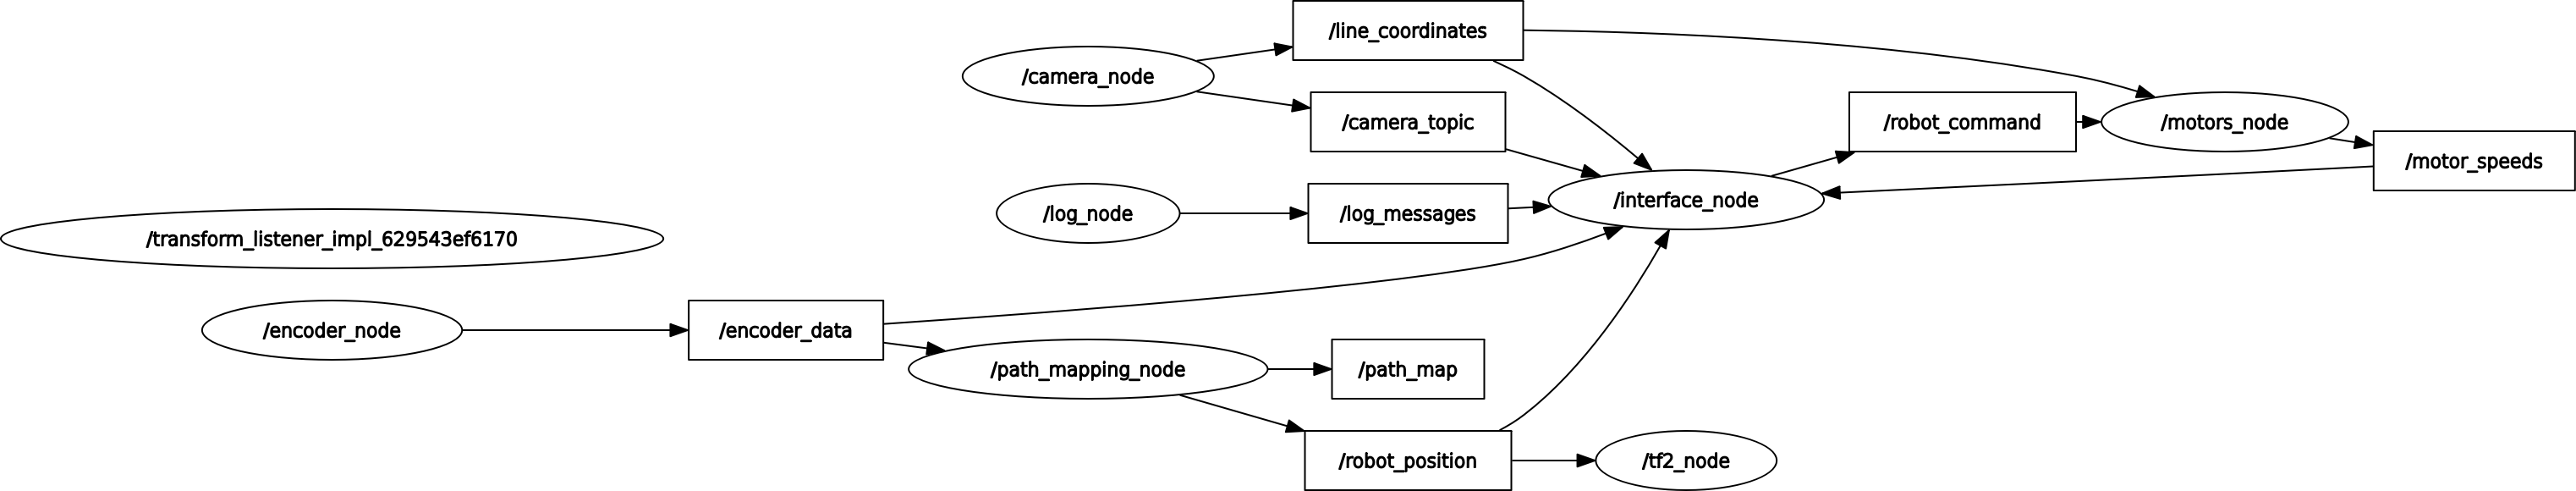 /line_coordinates
/camera_node
/camera_topic
/robot_command
/motors_node
/motor_speeds
/interface_node
/log_node
/log_messages
/transform_listener_impl_629543ef6170
/encoder_node
/encoder_data
/path_mapping_node
/path_map
/robot_position
/tf2_node